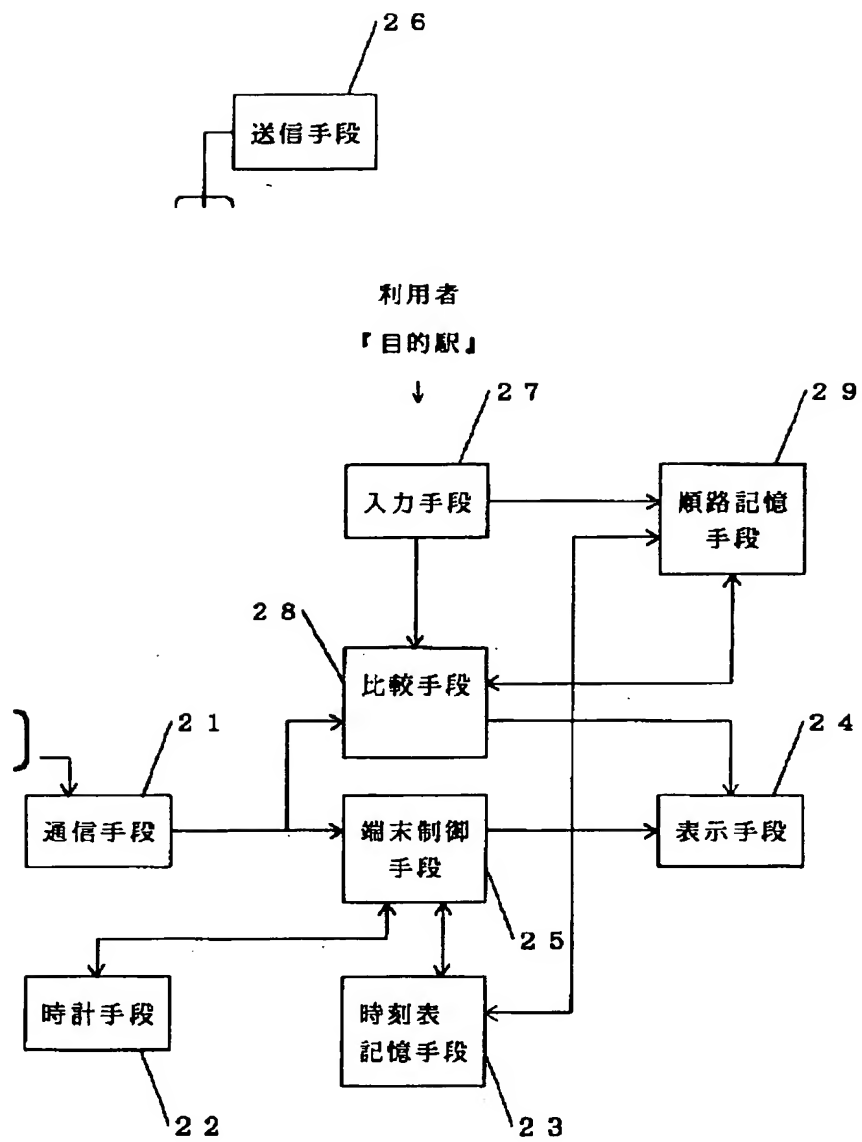 ２６
送信手段
利用者
『目的駅』
↓
２７
２９
入力手段
順路記憶
手段
２８
比較手段
２１
２４
通信手段
端末制御
手段
表示手段
２５
時計手段
時刻表
記憶手段
２２
２３